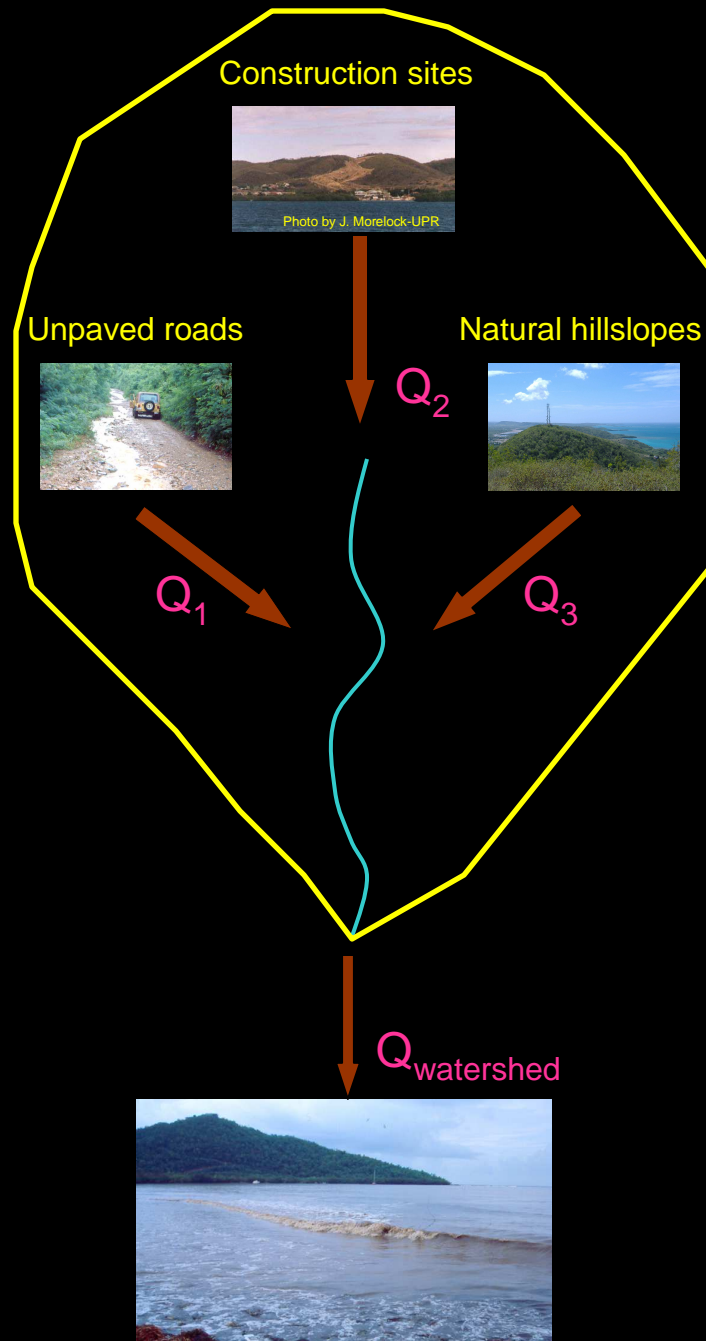 Construction sites
Photo by J. Morelock-UPR
Unpaved roads
Natural hillslopes
Q2
Q1
Q3
Qwatershed